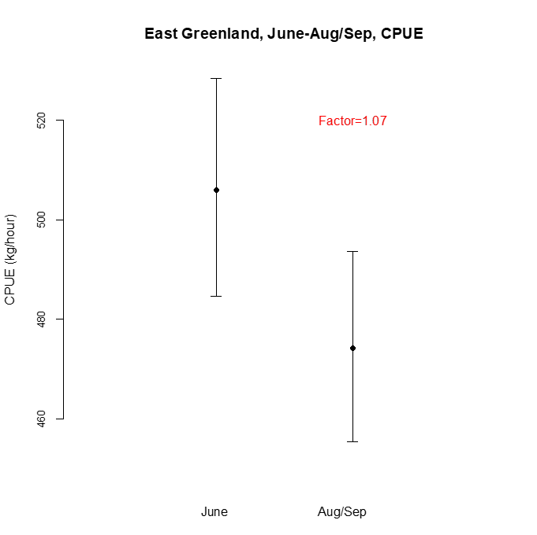 East Greenland, June-Aug/Sep, CPUE
Factor=1.07
CPUE (kg/hour)
520
500
480
460
June Aug/Sep